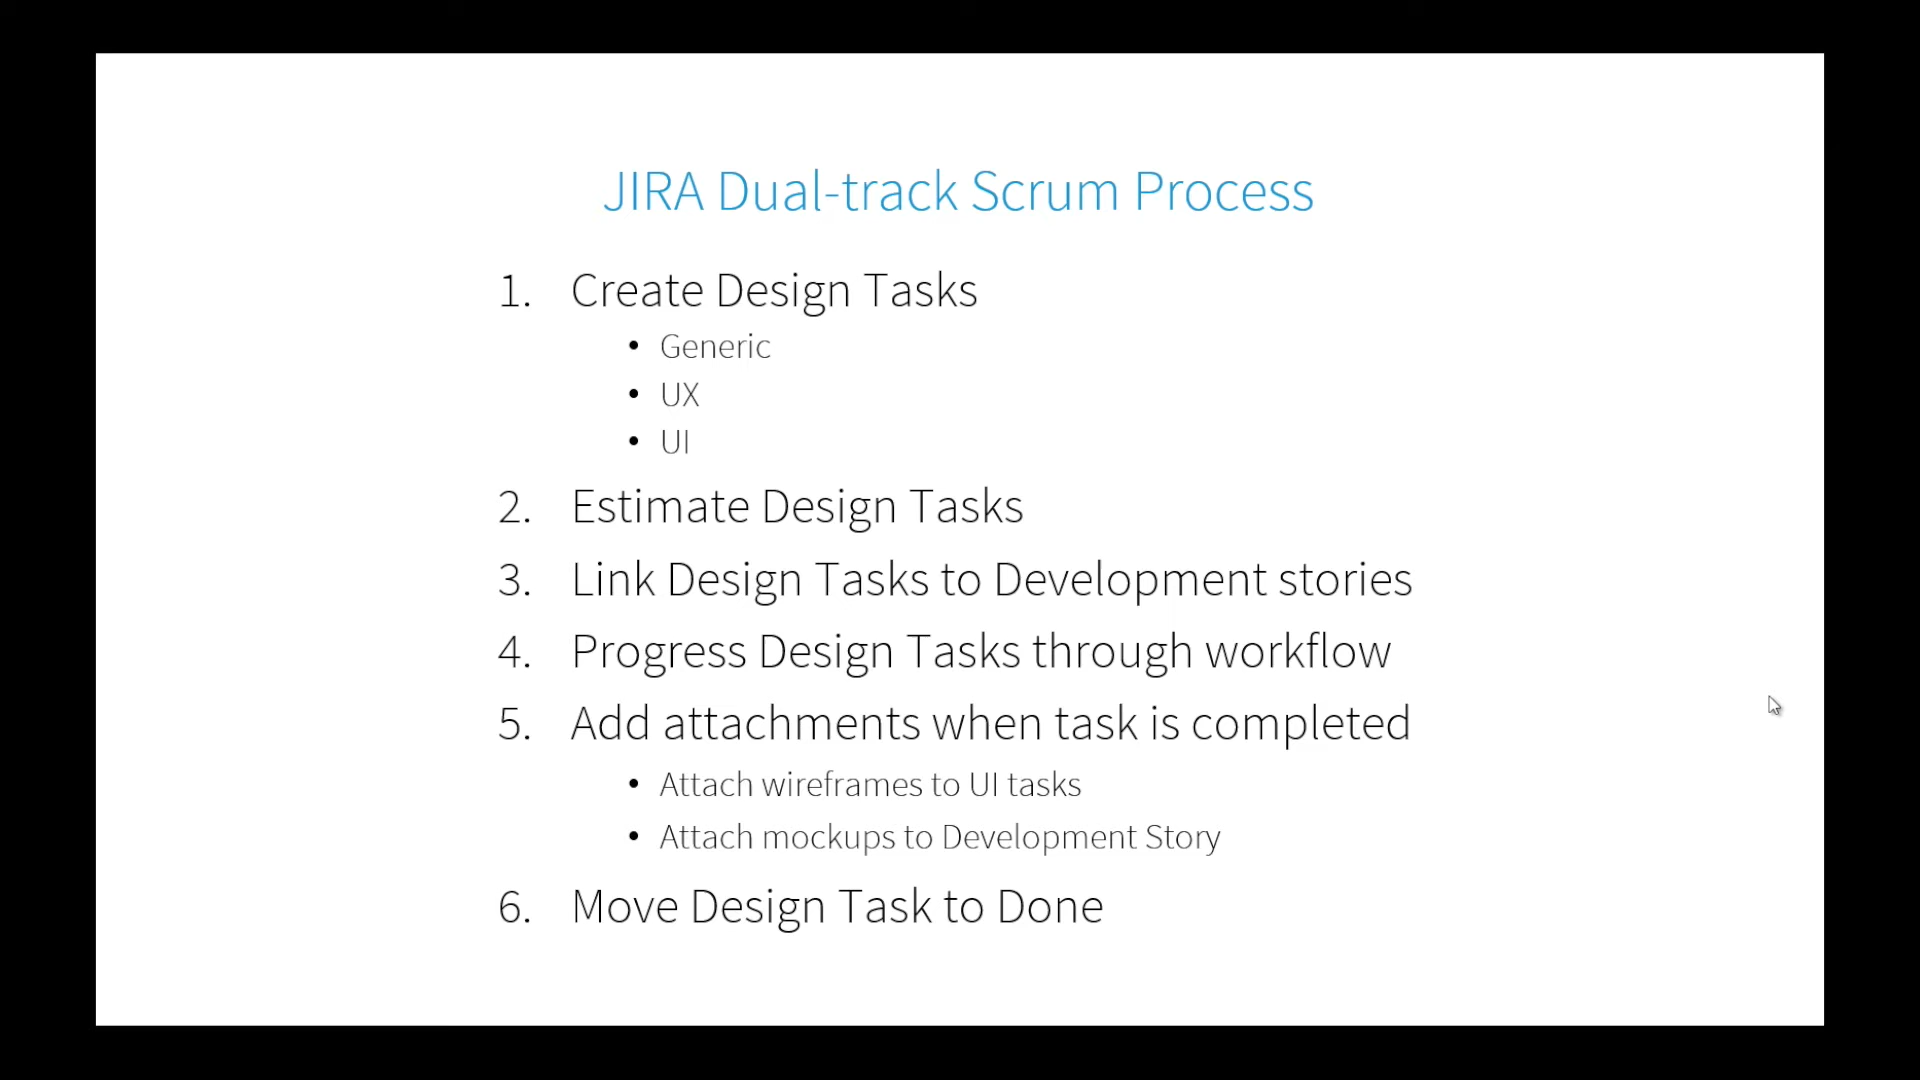 JIRA Dual-track Scrum Process
1. Create Design Tasks
• Generic
• UX
• UI
2. Estimate Design Tasks
3. Link Design Tasks to Development stories
4. Progress Design Tasks through workflow
5. Add attachments when task is completed
• Attach wireframes to UI tasks
• Attach mockups to Development Story
6. Move Design Task to Done